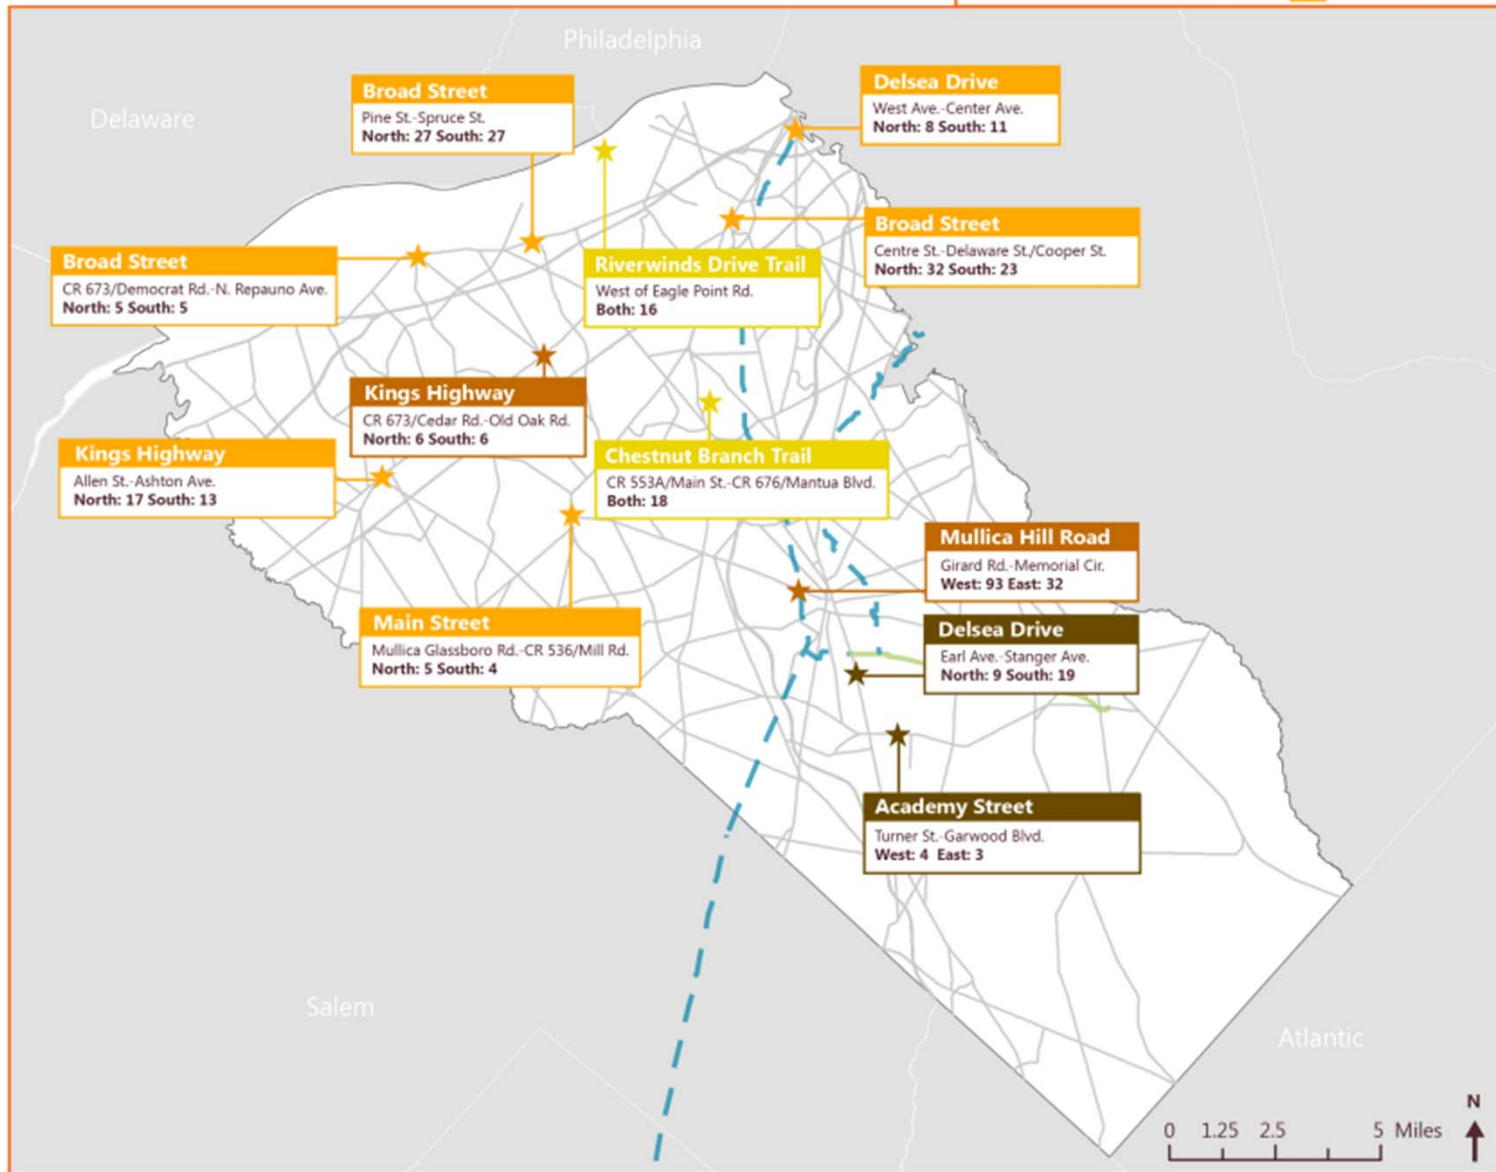 Philadelphia
Delaware
Broad Street
Pine St.-Spruce St.
North: 27 South: 27
Delsea Drive
West Ave.-Center Ave.
North: 8 South: 11
Broad Street
Centre St.-Delaware St./Cooper St.
North: 32 South: 23
Broad Street
CR 673/Democrat Rd.-N. Repauno Ave.
North: 5 South: 5
Riverwinds Drive Trail
West of Eagle Point Rd.
Both: 16
Kings Highway
CR 673/Cedar Rd.-Old Oak Rd.
North: 6 South: 6
Kings Highway
Allen St.-Ashton Ave.
North: 17 South: 13
Chestnut Branch Trail
CR 553A/Main St.-CR 676/Mantua Blvd.
Both: 18
Mullica Hill Road
Girard Rd.-Memorial Cir.
West: 93 East: 32
Main Street
Mullica Glassboro Rd.-CR 536/Mill Rd.
North: 5 South: 4
Delsea Drive
Earl Ave.-Stanger Ave.
North: 9 South: 19
Academy Street
Turner St.-Garwood Blvd.
West: 4 East: 3
Salem
Atlantic
N
0 1.25 2.5 5 Miles